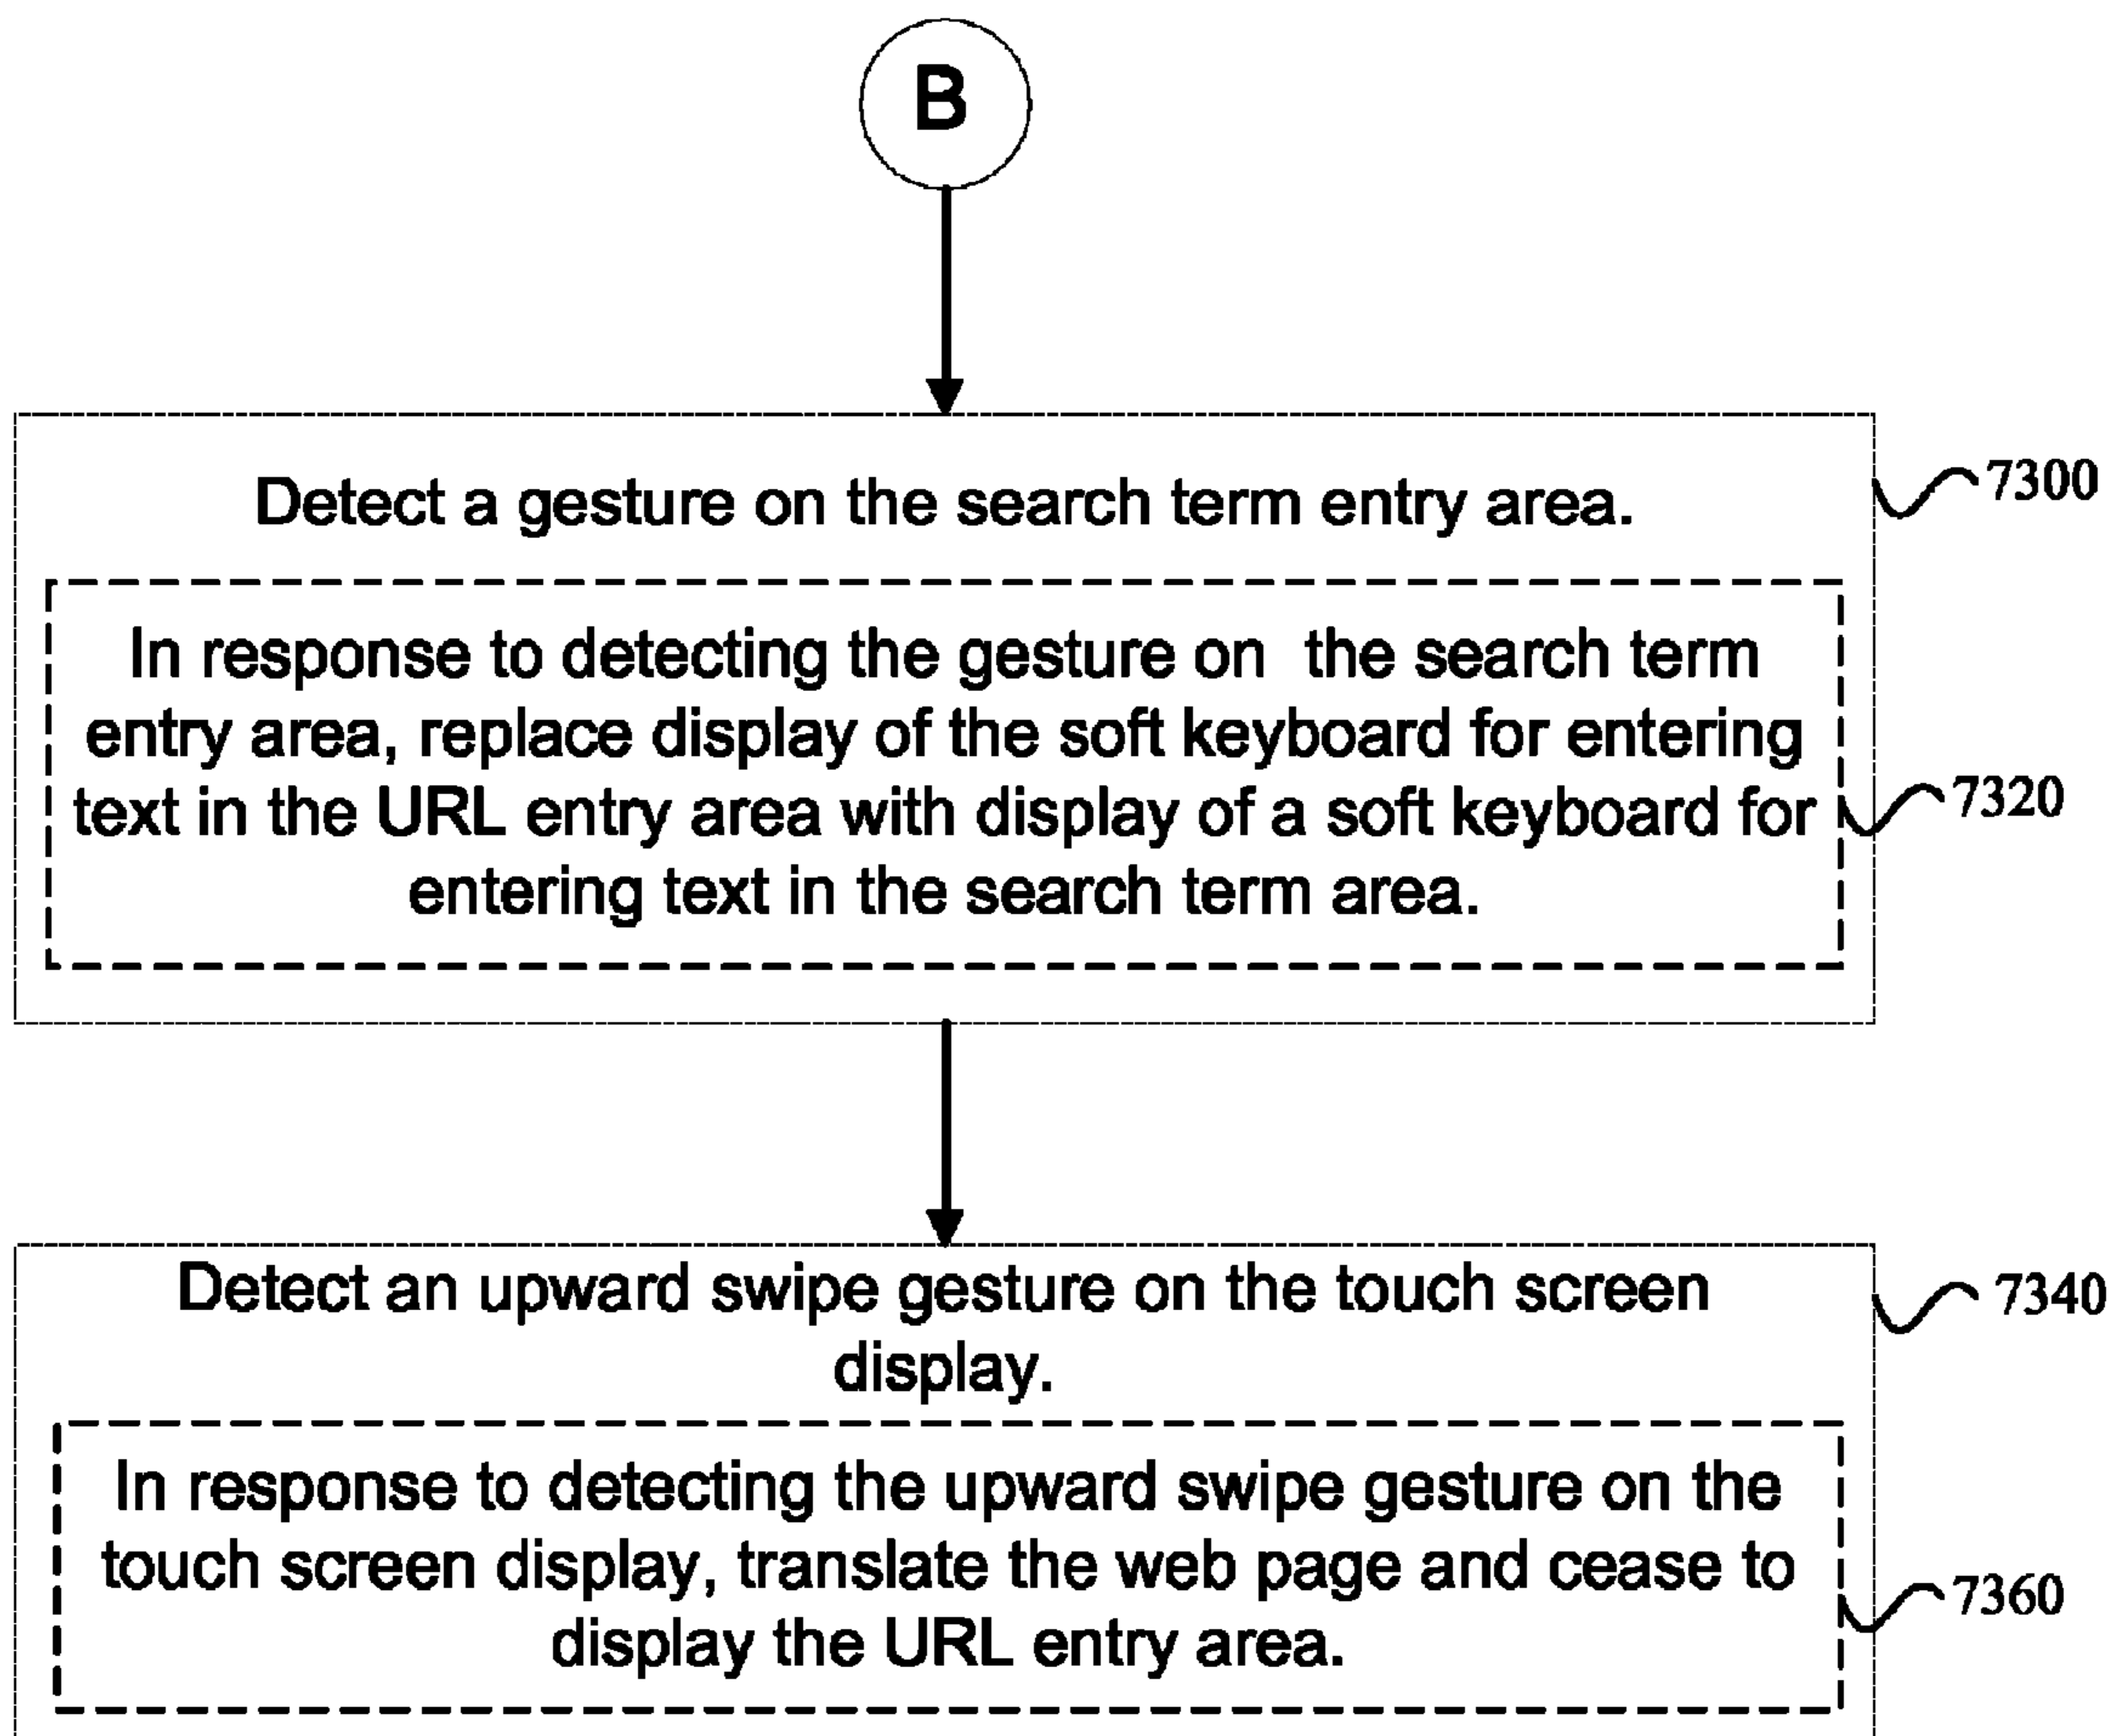 B
Detect a gesture on the search term entry area.
7300
In response to detecting the gesture on the search term
entry area, replace display of the soft keyboard for entering
text in the URL entry area with display of a soft keyboard for
7320
entering text in the search term area.
Detect an upward swipe gesture on the touch screen
7340
display.
In response to detecting the upward swipe gesture on the
touch screen display, translate the web page and cease to
7360
display the URL entry area.